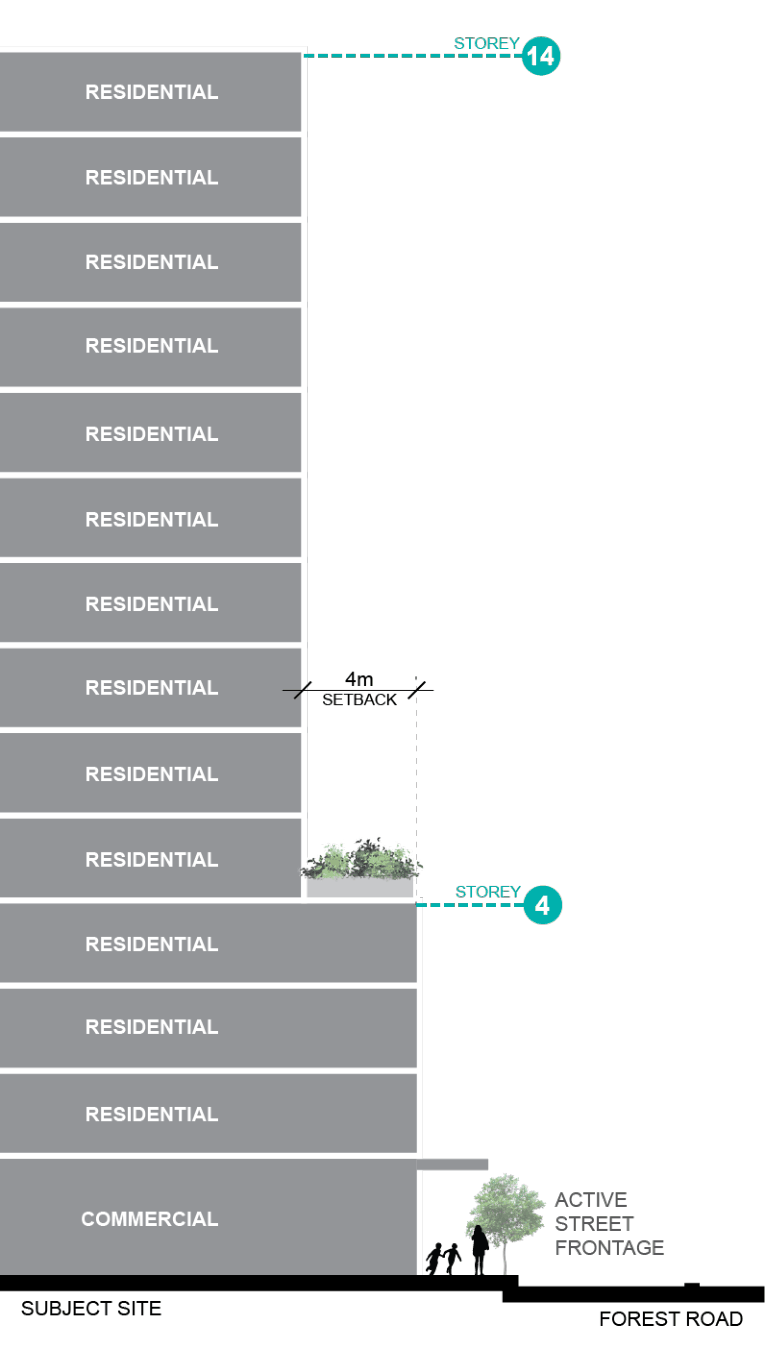 STOREY 14
RESIDENTIAL
RESIDENTIAL
RESIDENTIAL
RESIDENTIAL
RESIDENTIAL
RESIDENTIAL
RESIDENTIAL
4m
RESIDENTIAL
SETBACK
RESIDENTIAL
RESIDENTIAL
STOREY 4
RESIDENTIAL
RESIDENTIAL
RESIDENTIAL
COMMERCIAL
ACTIVE
STREET
FRONTAGE
SUBJECT SITE
FOREST ROAD